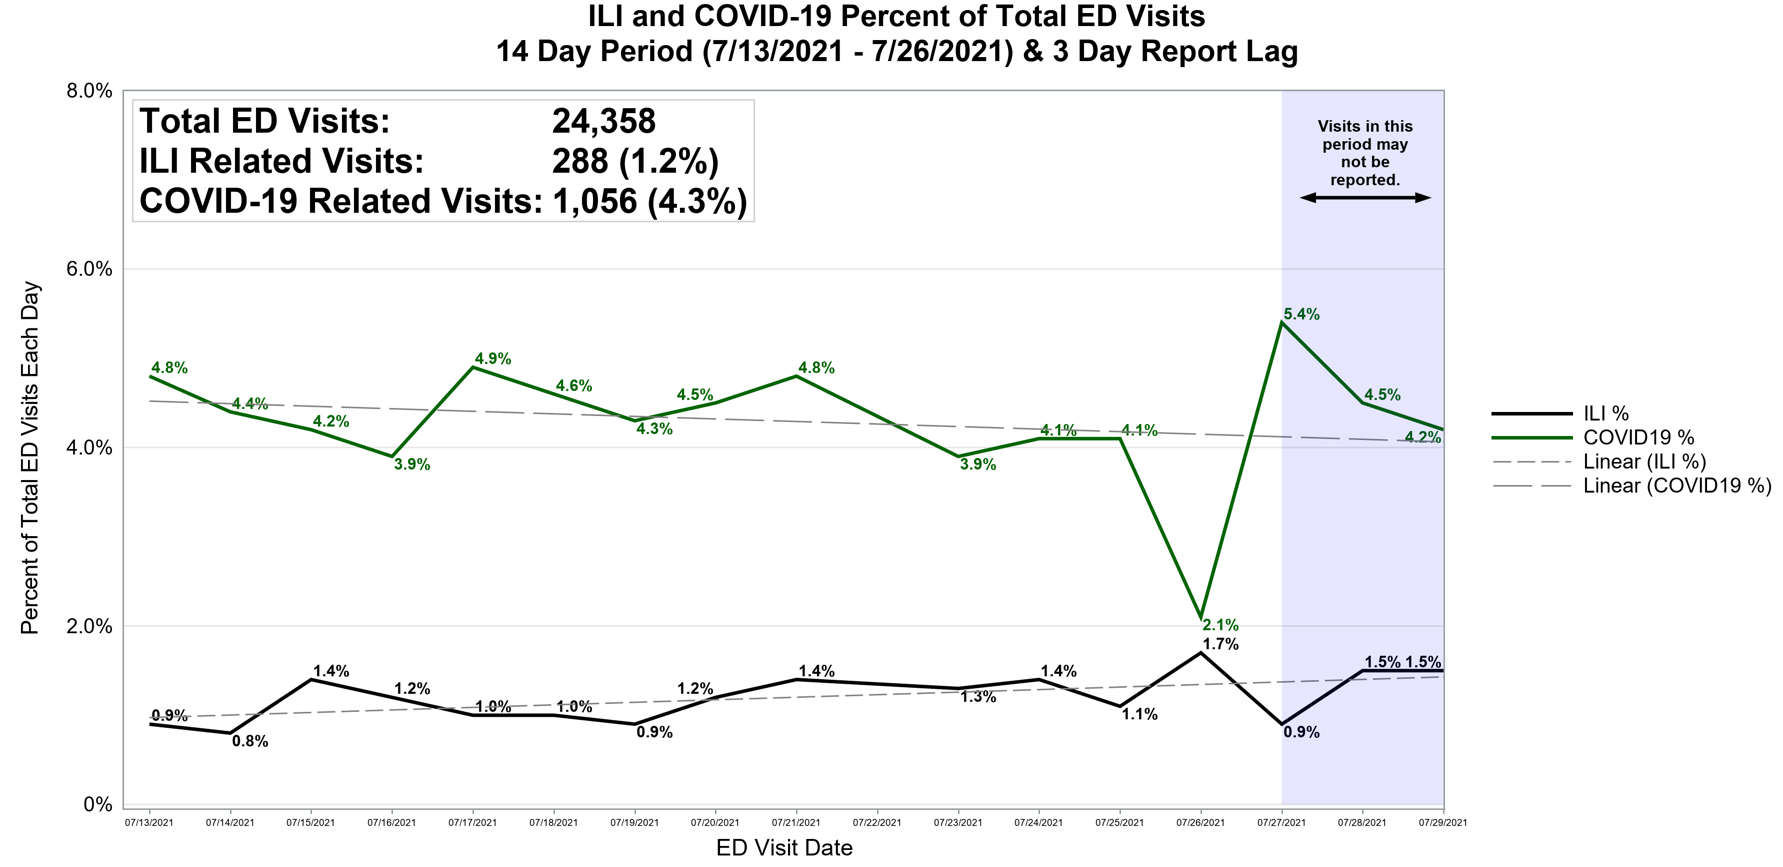 ILI and COVID-19 Percent of Total ED Visits
14 Day Period (7/13/2021 - 7/26/2021) & 3 Day Report Lag
8.0%
Total ED Visits: 24,358
ILI Related Visits: 288 (1.2%)
COVID-19 Related Visits: 1,056 (4.3%)
Visits in this
period may
not be
reported.
6.0%
4.0%
2.0%
0%
Percent of Total ED Visits Each Day
4.8%
4.4%
4.2%
3.9%
4.9%
4.6%
4.3%
4.5%
4.8%
3.9%
4.1%
4.1%
2.1%
5.4%
4.5%
4.2%
0.9%
0.8%
1.4%
1.2%
1.0%
1.0%
0.9%
1.2%
1.4%
1.3%
1.4%
1.1%
1.7%
0.9%
1.5%
1.5%
ILI %
COVID19 %
Linear (ILI %)
Linear (COVID19 %)
07/13/2021 07/14/2021 07/15/2021 07/16/2021 07/17/2021 07/18/2021 07/19/2021 07/20/2021 07/21/2021 07/22/2021 07/23/2021 07/24/2021 07/25/2021 07/26/2021 07/27/2021 07/28/2021 07/29/2021
ED Visit Date